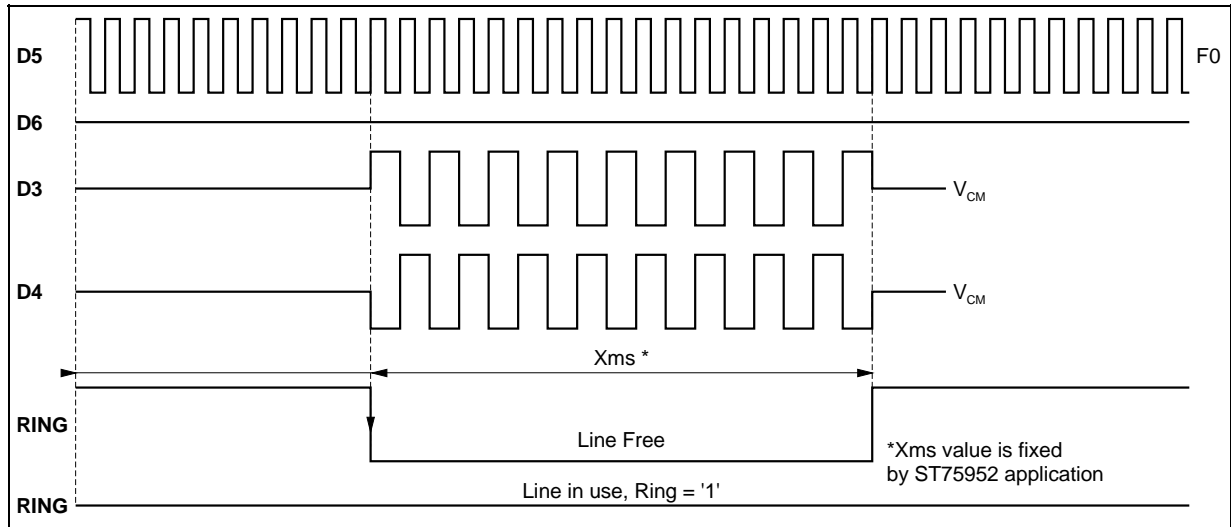 D5
F0
D6
D3
V_CM
D4
V_CM
Xms *
RING
Line Free
*Xms value is fixed
by ST75952 application
Line in use, Ring = '1'
RING